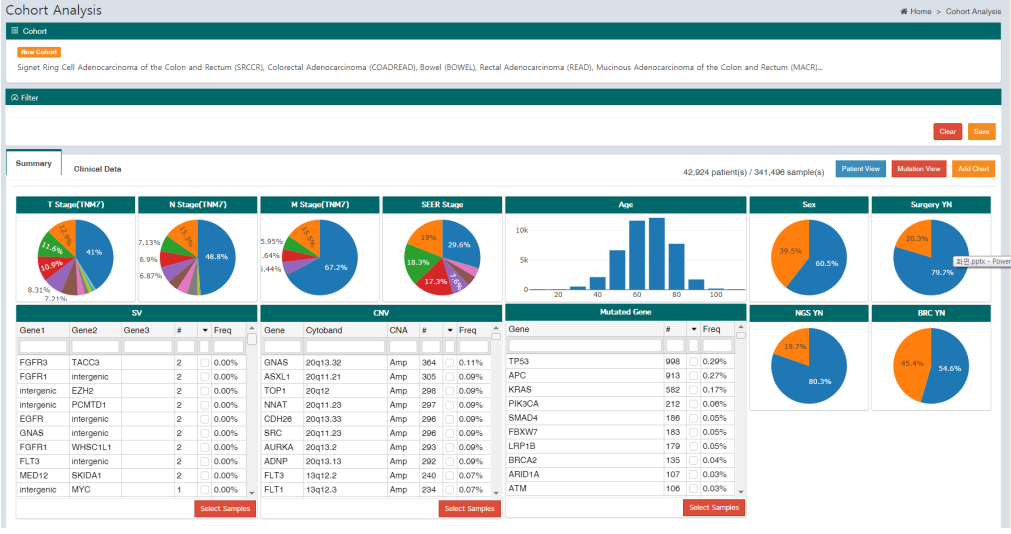 Cohort Analysis
Home > Cohort Analysis
Cohort
New Cohort
Signet Ring Cell Adenocarcinoma of the Colon and Rectum (SRCCR), Colorectal Adenocarcinoma (COADREAD), Bowel (BOWEL), Rectal Adenocarcinoma (READ), Mucinous Adenocarcinoma of the Colon and Rectum (MACR)...
Filter
Clear Save
Summary Clinical Data
42,924 patient(s) / 341,496 sample(s) Patient View Mutation View Add Chart
T Stage(TNM7)
12.5%
11.6%
41%
10.9%
8.31%
7.21%
N Stage(TNM7)
15.3%
7.13%
6.9%
48.8%
6.87%
M Stage(TNM7)
15.5%
5.95%
.64%
5.44%
67.2%
SEER Stage
19%
29.6%
18.3%
17.3%
7.6%
Age
10k
5k
0
20 40 60 80 100
Sex
39.5%
60.5%
Surgery YN
20.3%
79.7%
화면.pptx - Power
SV
Gene1 Gene2 Gene3 # Freq
FGFR3 TACC3 2 0.00%
FGFR1 intergenic 2 0.00%
intergenic EZH2 2 0.00%
intergenic PCMTD1 2 0.00%
EGFR intergenic 2 0.00%
GNAS intergenic 2 0.00%
FGFR1 WHSC1L1 2 0.00%
FLT3 intergenic 2 0.00%
MED12 SKIDA1 2 0.00%
intergenic MYC 1 0.00%
Select Samples
CNV
Gene Cytoband CNA # Freq
GNAS 20q13.32 Amp 364 0.11%
ASXL1 20q11.21 Amp 305 0.09%
TOP1 20q12 Amp 298 0.09%
NNAT 20q11.23 Amp 297 0.09%
CDH26 20q13.33 Amp 296 0.09%
SRC 20q11.23 Amp 296 0.09%
AURKA 20q13.2 Amp 293 0.09%
ADNP 20q13.13 Amp 292 0.09%
FLT3 13q12.2 Amp 240 0.07%
FLT1 13q12.3 Amp 234 0.07%
Select Samples
Mutated Gene
Gene # Freq
TP53 998 0.29%
APC 913 0.27%
KRAS 582 0.17%
PIK3CA 212 0.06%
SMAD4 186 0.05%
FBXW7 183 0.05%
LRP1B 179 0.05%
BRCA2 135 0.04%
ARID1A 107 0.03%
ATM 106 0.03%
Select Samples
NGS YN
19.7%
80.3%
BRC YN
45.4%
54.6%